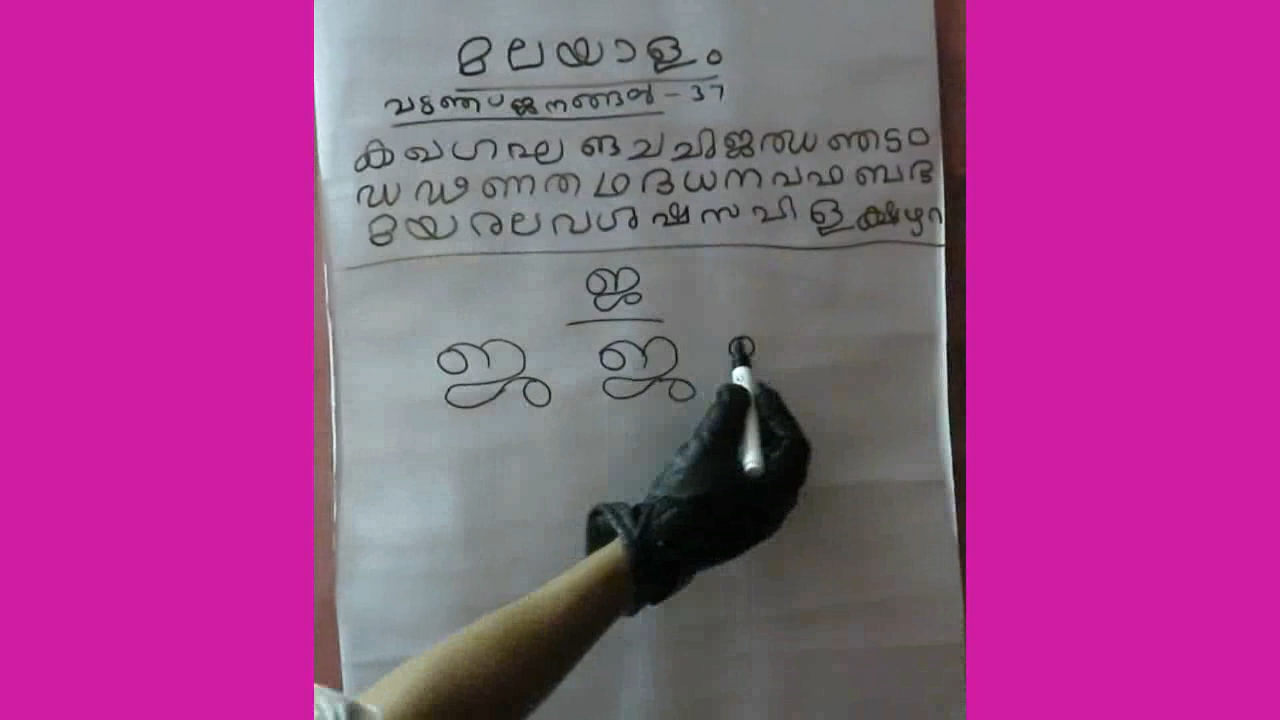 മലയാളം
വ്യഞ്ജനങ്ങൾ - 37
ക ഖ ഗ ഘ ങ ച ഛ ജ ഝ ഞ ട ഠ
ഡ ഢ ണ ത ഥ ദ ധ ന പ ഫ ബ ഭ
മ യ ര ല വ ശ ഷ സ ഹ ള ക്ഷ ഴ റ
ജ
ജ ജ